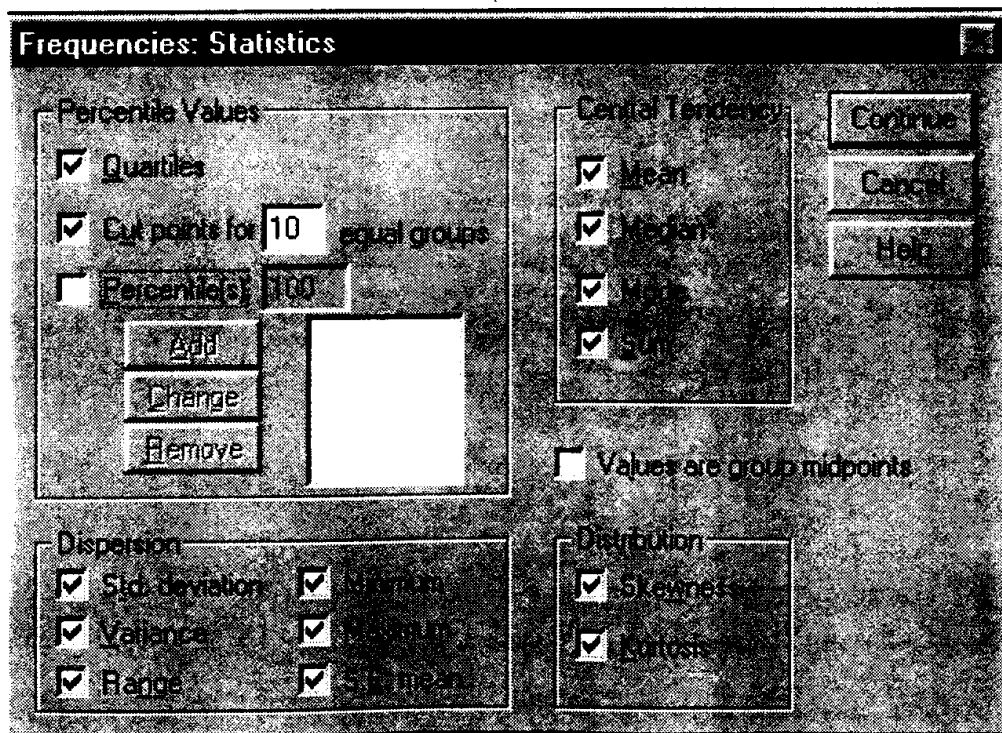 Frequencies: Statistics
Percentile Values
Quartiles
Cut points for 10 equal groups
Percentile(s): 100
Add
Change
Remove
Central Tendency
Mean
Median
Mode
Sum
Continue
Cancel
Help
Values are group midpoints
Dispersion
Std. deviation
Minimum
Variance
Maximum
Range
S.E. mean
Distribution
Skewness
Kurtosis